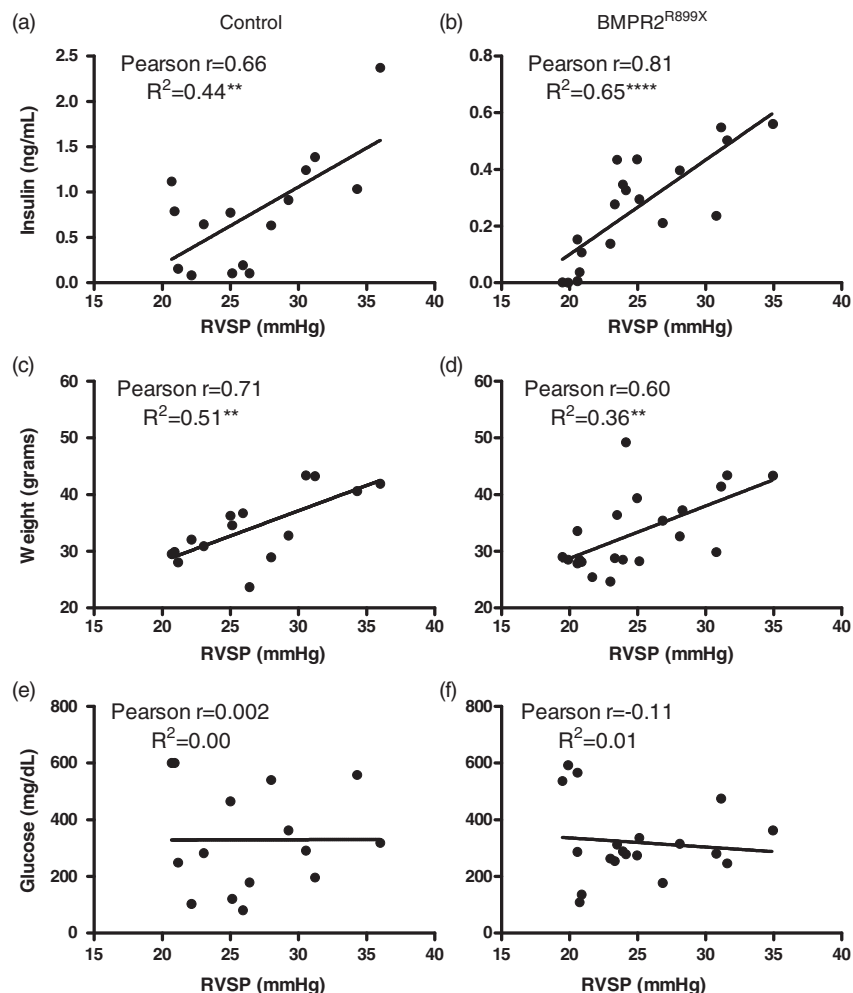 (a) Control (b) BMPR2R899X
Pearson r=0.66
R2=0.44**
Insulin (ng/mL)
2.5
2.0
1.5
1.0
0.5
0.0
15 20 25 30 35 40
RVSP (mmHg)
Pearson r=0.81
R2=0.65****
0.8
0.6
0.4
0.2
0.0
15 20 25 30 35 40
RVSP (mmHg)
(c)
Pearson r=0.71
R2=0.51**
Weight (grams)
60
50
40
30
20
15 20 25 30 35 40
RVSP (mmHg)
(d)
Pearson r=0.60
R2=0.36**
60
50
40
30
20
15 20 25 30 35 40
RVSP (mmHg)
(e)
Pearson r=0.002
R2=0.00
Glucose (mg/dL)
800
600
400
200
0
15 20 25 30 35 40
RVSP (mmHg)
(f)
Pearson r=-0.11
R2=0.01
800
600
400
200
0
15 20 25 30 35 40
RVSP (mmHg)